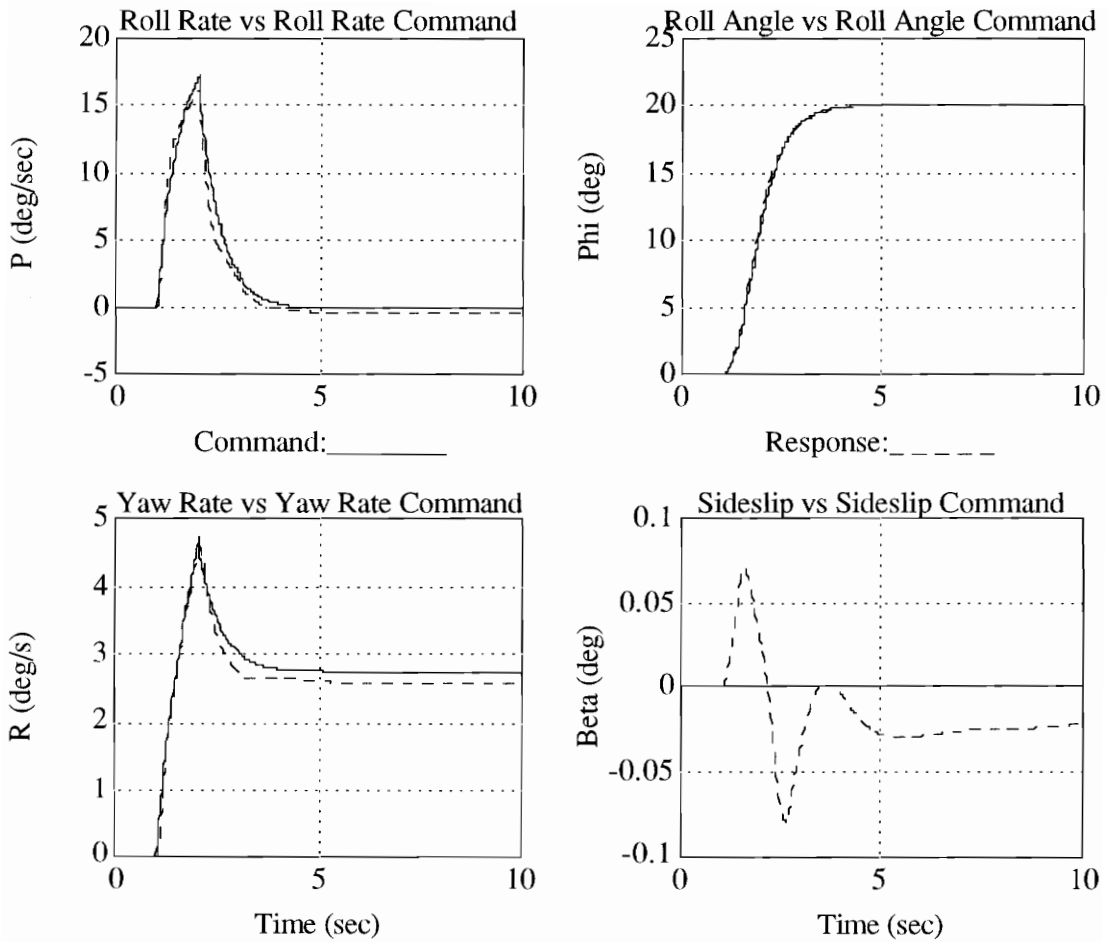 Roll Rate vs Roll Rate Command
20
15
10
5
0
-5
P (deg/sec)
0 5 10
Roll Angle vs Roll Angle Command
25
20
15
10
5
0
Phi (deg)
0 5 10
Command:
Response:
Yaw Rate vs Yaw Rate Command
5
4
3
2
1
0
R (deg/s)
0 5 10
Time (sec)
Sideslip vs Sideslip Command
0.1
0.05
0
-0.05
-0.1
Beta (deg)
0 5 10
Time (sec)